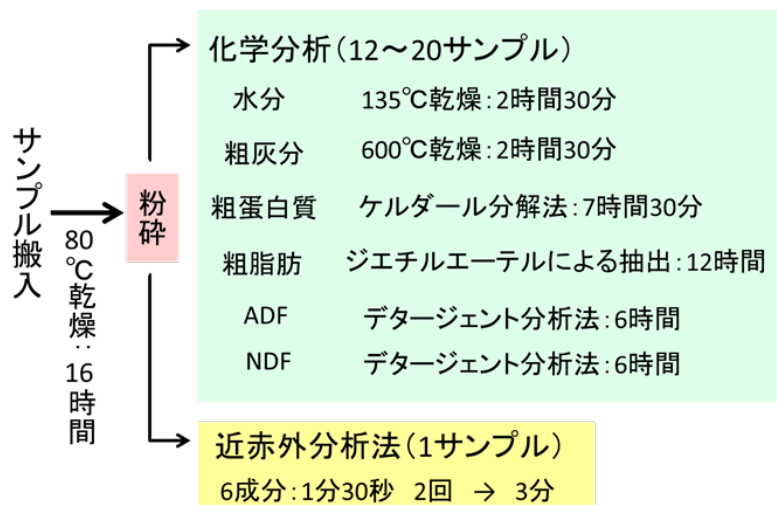 サンプル搬入
80℃乾燥：16時間
粉砕
化学分析（12～20サンプル）
水分　135℃乾燥：2時間30分
粗灰分　600℃乾燥：2時間30分
粗蛋白質　ケルダール分解法：7時間30分
粗脂肪　ジエチルエーテルによる抽出：12時間
ADF　デタージェント分析法：6時間
NDF　デタージェント分析法：6時間
近赤外分析法（1サンプル）
6成分：1分30秒　2回　→　3分